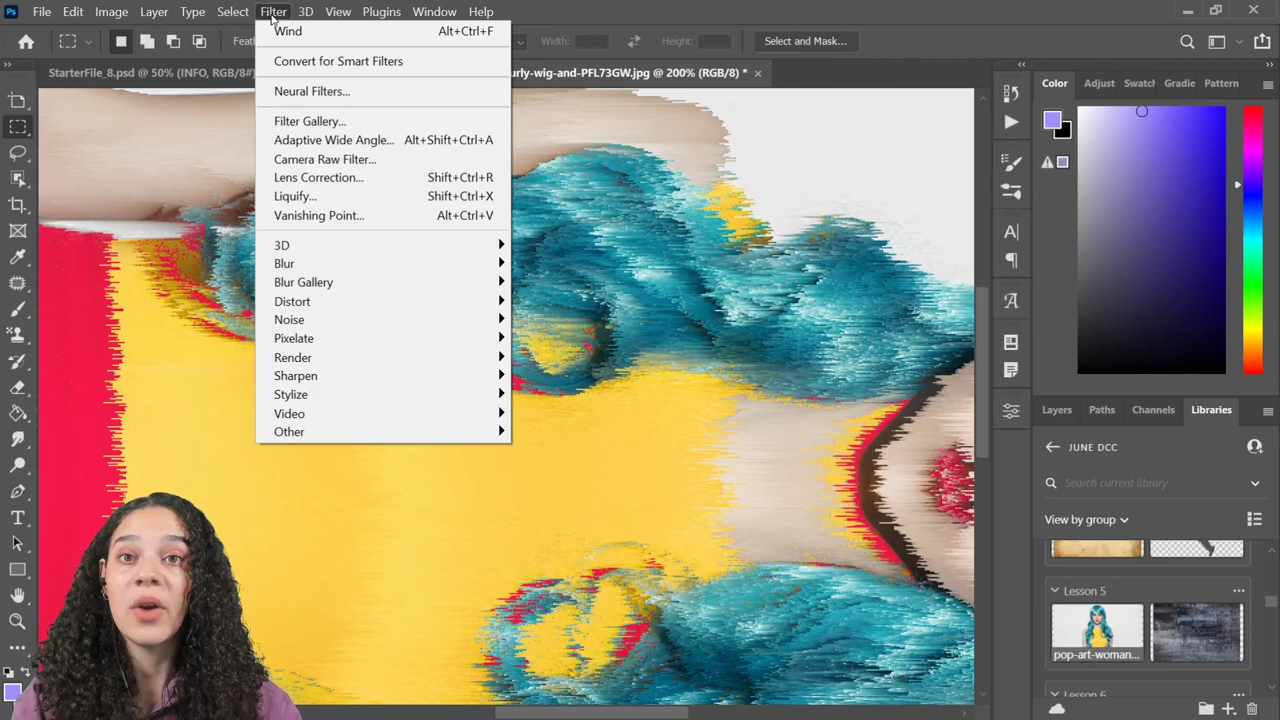 File Edit Image Layer Type Select Filter 3D View Plugins Window Help
Feath
Width:
Height:
Select and Mask...
StarterFile_8.psd @ 50% (INFO, RGB/8#)
urly-wig-and-PFL73GW.jpg @ 200% (RGB/8) *
Wind Alt+Ctrl+F
Convert for Smart Filters
Neural Filters...
Filter Gallery...
Adaptive Wide Angle... Alt+Shift+Ctrl+A
Camera Raw Filter...
Lens Correction... Shift+Ctrl+R
Liquify... Shift+Ctrl+X
Vanishing Point... Alt+Ctrl+V
3D
Blur
Blur Gallery
Distort
Noise
Pixelate
Render
Sharpen
Stylize
Video
Other
Color Adjust Swatch Gradie Pattern
Layers Paths Channels Libraries
JUNE DCC
Search current library
View by group
Lesson 5
pop-art-woman...
Lesson 6